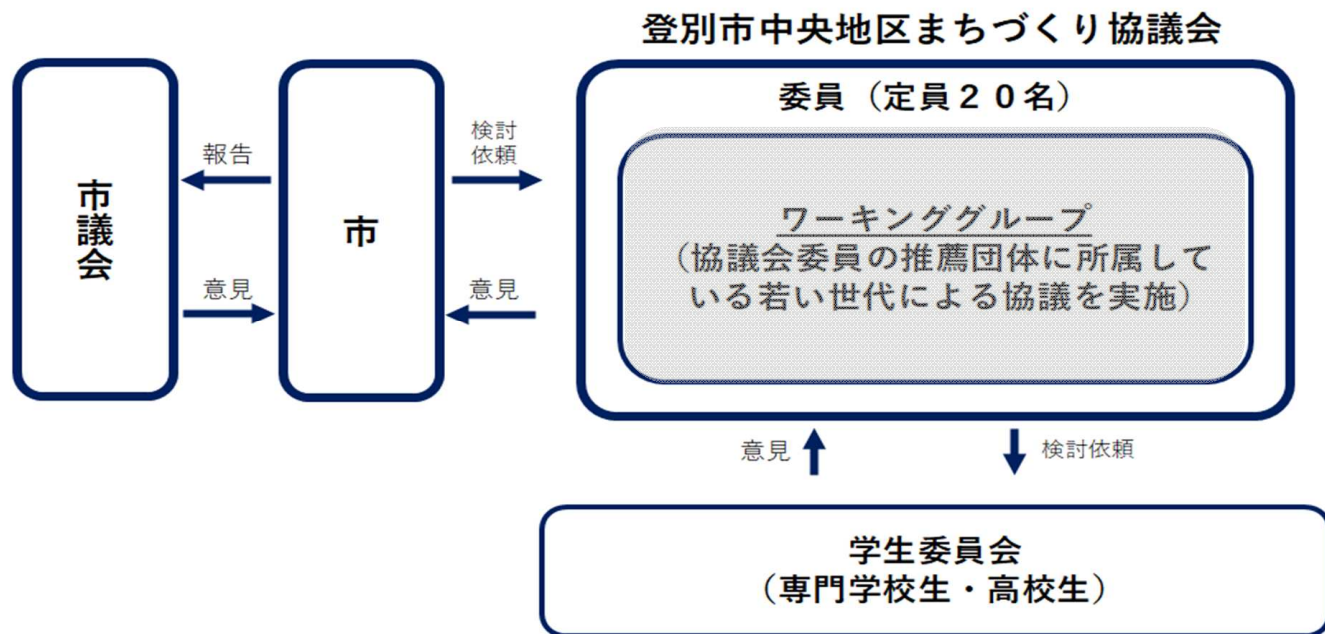 登別市中央地区まちづくり協議会
委員（定員２０名）
ワーキンググループ
（協議会委員の推薦団体に所属して
いる若い世代による協議を実施）
市議会
報告
意見
市
検討
依頼
意見
意見
検討依頼
学生委員会
（専門学校生・高校生）